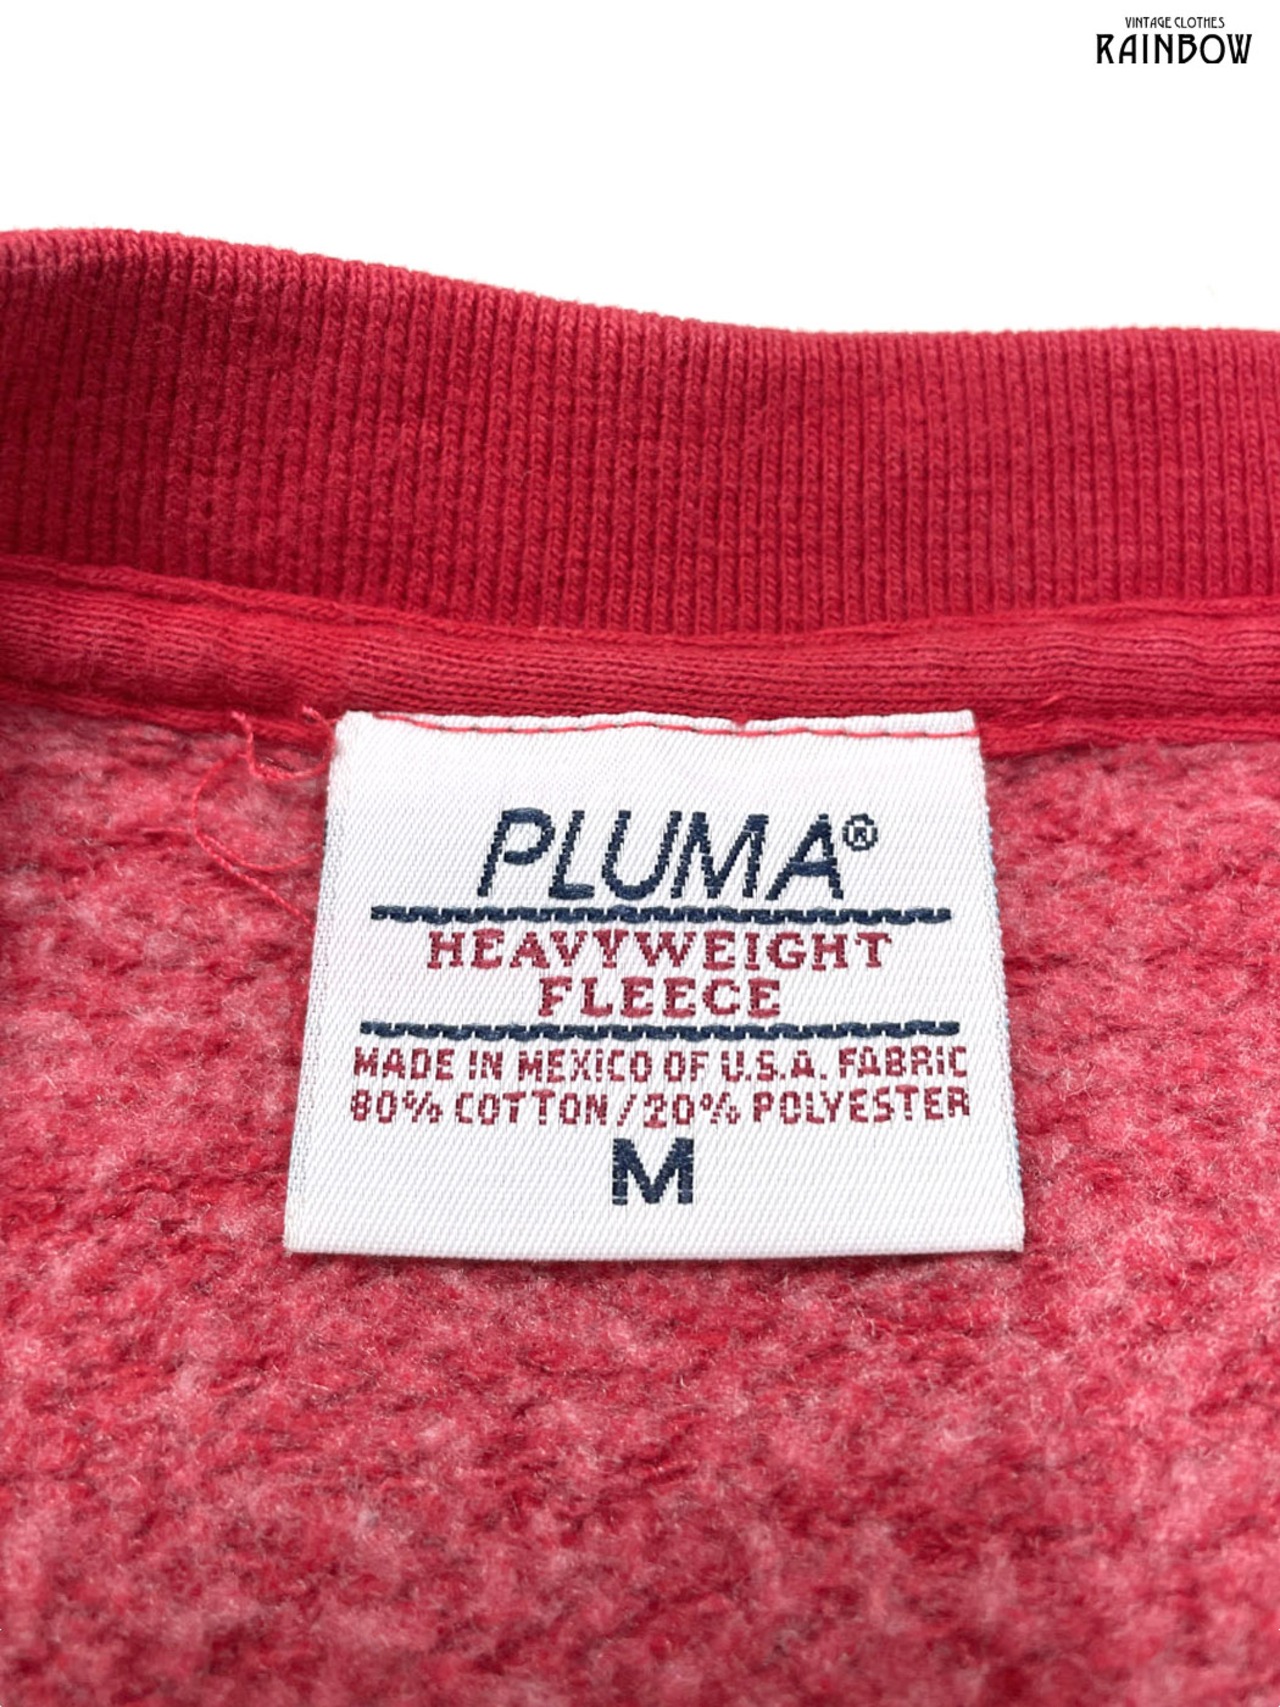 VINTAGE CLOTHES
RAINBOW
PLUMA®
HEAVYWEIGHT
FLEECE
MADE IN MEXICO OF U.S.A. FABRIC
80% COTTON/20% POLYESTER
M